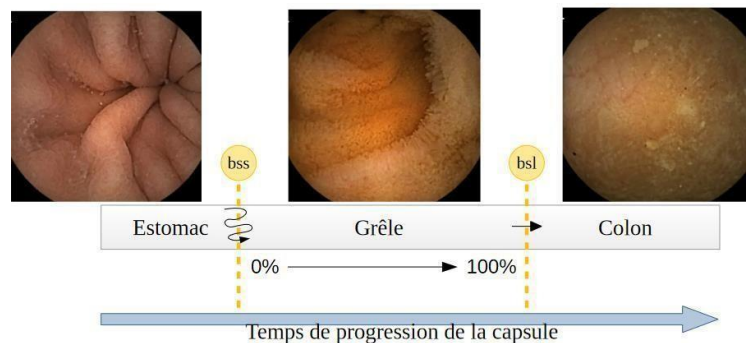 bss
bsl
Estomac
Grêle
Colon
0%
100%
Temps de progression de la capsule